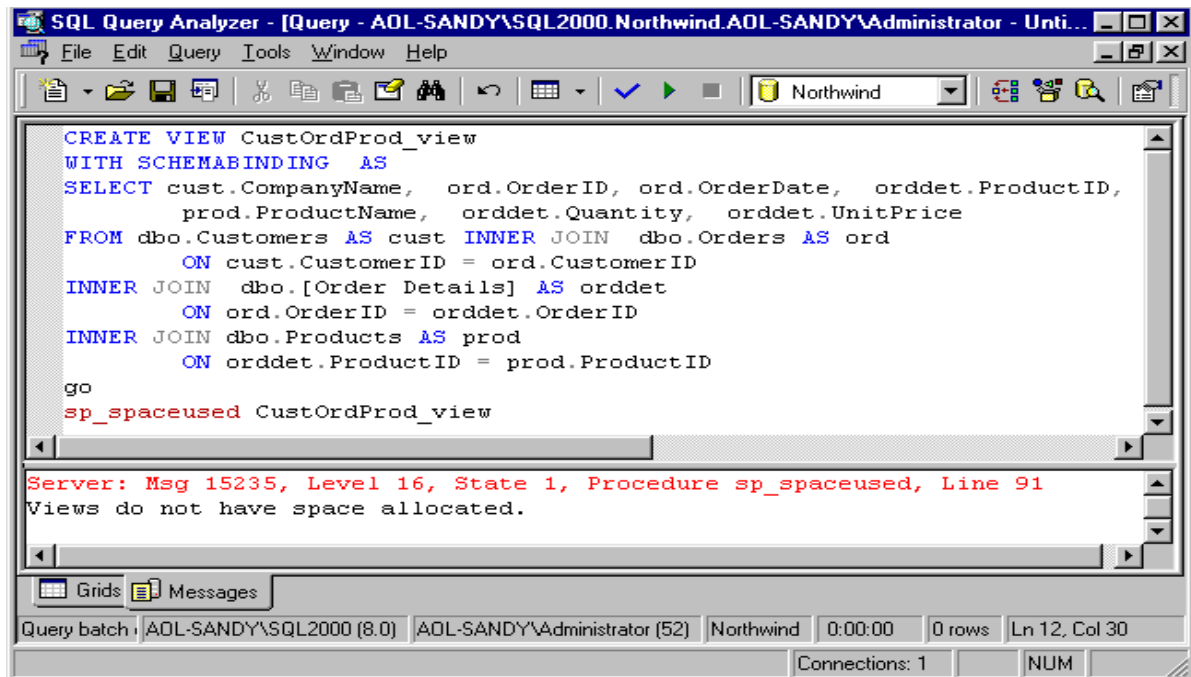 SQL Query Analyzer - [Query - AOL-SANDY\SQL2000.Northwind.AOL-SANDY\Administrator - Unti...
File Edit Query Tools Window Help
Northwind
CREATE VIEW CustOrdProd_view
WITH SCHEMABINDING AS
SELECT cust.CompanyName, ord.OrderID, ord.OrderDate, orddet.ProductID,
prod.ProductName, orddet.Quantity, orddet.UnitPrice
FROM dbo.Customers AS cust INNER JOIN dbo.Orders AS ord
ON cust.CustomerID = ord.CustomerID
INNER JOIN dbo.[Order Details] AS orddet
ON ord.OrderID = orddet.OrderID
INNER JOIN dbo.Products AS prod
ON orddet.ProductID = prod.ProductID
go
sp_spaceused CustOrdProd_view
Server: Msg 15235, Level 16, State 1, Procedure sp_spaceused, Line 91
Views do not have space allocated.
Grids Messages
Query batch AOL-SANDY\SQL2000 (8.0) AOL-SANDY\Administrator (52) Northwind 0:00:00 0 rows Ln 12, Col 30
Connections: 1 NUM